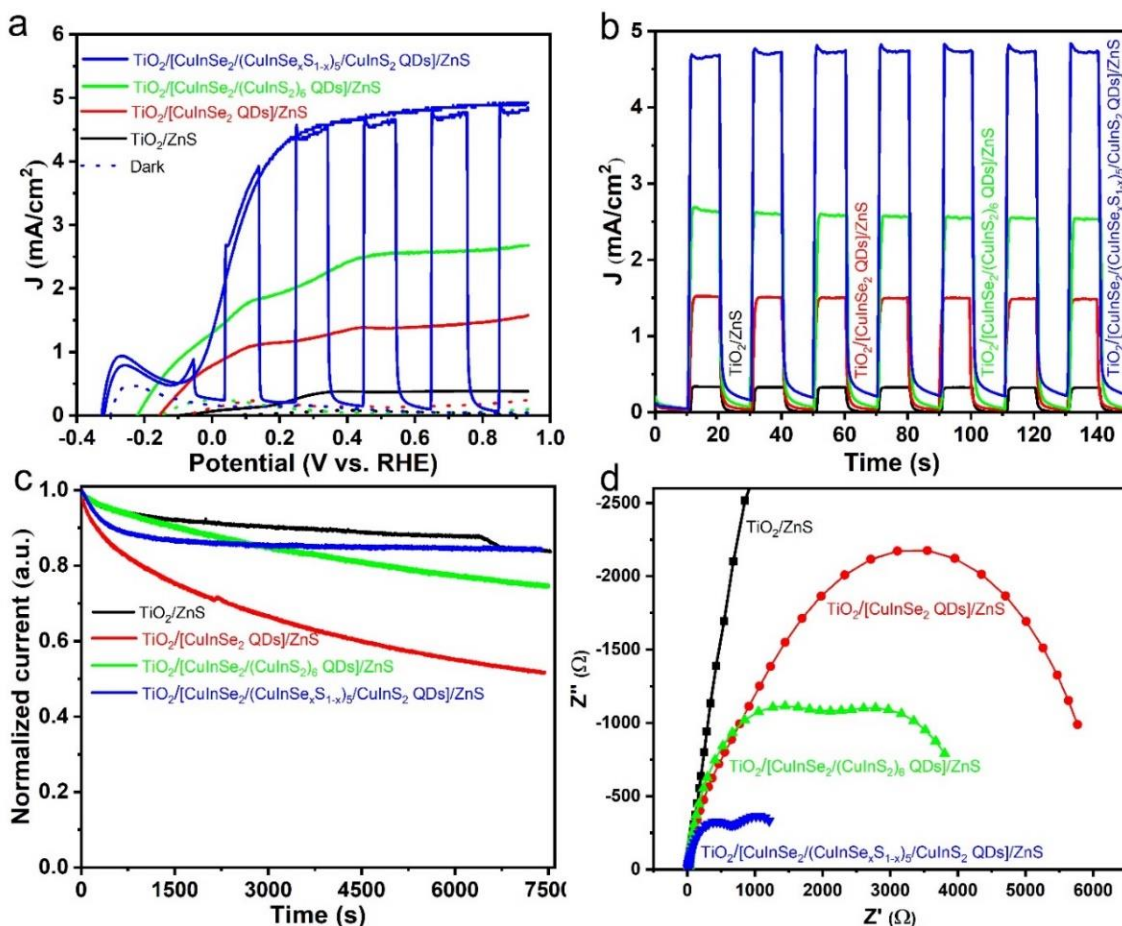 a
6
5
4
3
2
1
0
J (mA/cm²)
TiO₂/[CuInSe₂/(CuInSeₓS₁₋ₓ)₅/CuInS₂ QDs]/ZnS
TiO₂/[CuInSe₂/(CuInS₂)₆ QDs]/ZnS
TiO₂/[CuInSe₂ QDs]/ZnS
TiO₂/ZnS
Dark
-0.4 -0.2 0.0 0.2 0.4 0.6 0.8 1.0
Potential (V vs. RHE)
b
5
4
3
2
1
0
J (mA/cm²)
TiO₂/ZnS
TiO₂/[CuInSe₂ QDs]/ZnS
TiO₂/[CuInSe₂/(CuInS₂)₆ QDs]/ZnS
TiO₂/[CuInSe₂/(CuInSeₓS₁₋ₓ)₅/CuInS₂ QDs]/ZnS
0 20 40 60 80 100 120 140
Time (s)
c
1.0
0.8
0.6
0.4
0.2
0.0
Normalized current (a.u.)
TiO₂/ZnS
TiO₂/[CuInSe₂ QDs]/ZnS
TiO₂/[CuInSe₂/(CuInS₂)₆ QDs]/ZnS
TiO₂/[CuInSe₂/(CuInSeₓS₁₋ₓ)₅/CuInS₂ QDs]/ZnS
0 1500 3000 4500 6000 7500
Time (s)
d
-2500
-2000
-1500
-1000
-500
0
Z'' (Ω)
TiO₂/ZnS
TiO₂/[CuInSe₂ QDs]/ZnS
TiO₂/[CuInSe₂/(CuInS₂)₆ QDs]/ZnS
TiO₂/[CuInSe₂/(CuInSeₓS₁₋ₓ)₅/CuInS₂ QDs]/ZnS
0 1000 2000 3000 4000 5000 6000
Z' (Ω)